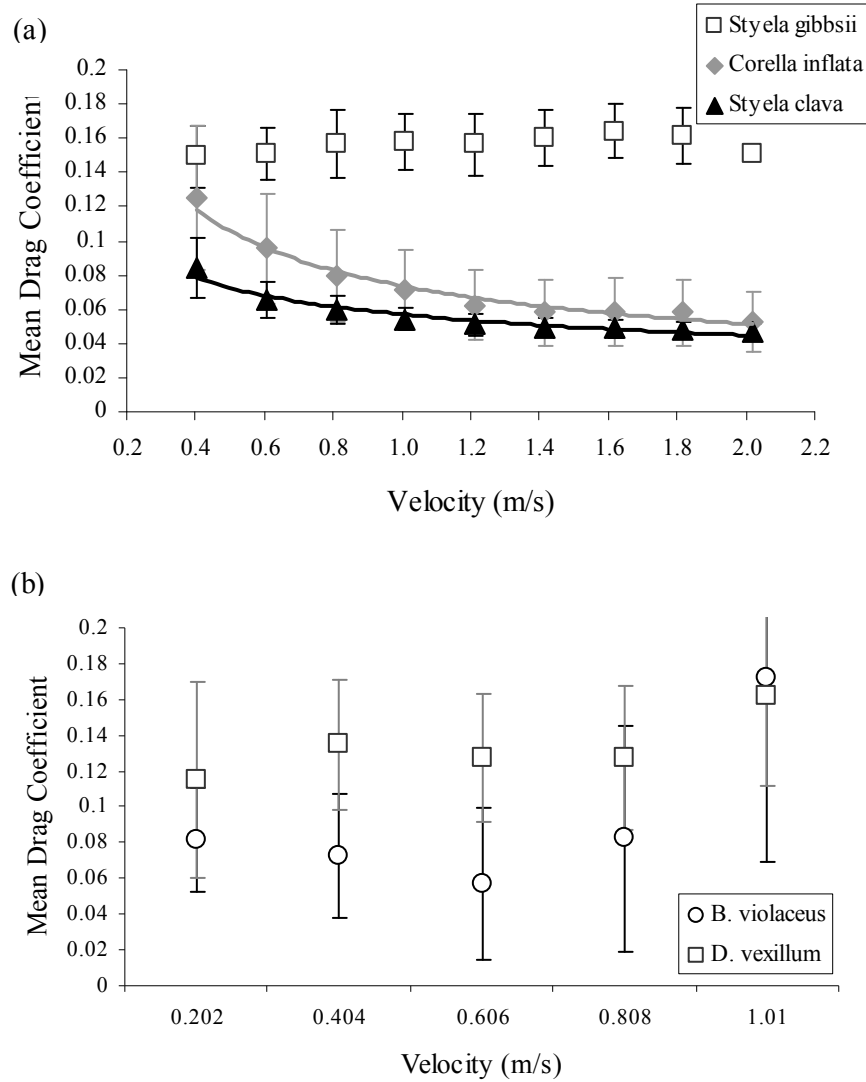 (a)
Styela gibbsii
Corella inflata
Styela clava
0.2
0.18
0.16
0.14
0.12
0.1
0.08
0.06
0.04
0.02
0
Mean Drag Coefficient
0.2 0.4 0.6 0.8 1.0 1.2 1.4 1.6 1.8 2.0 2.2
Velocity (m/s)
(b)
0.2
0.18
0.16
0.14
0.12
0.1
0.08
0.06
0.04
0.02
0
Mean Drag Coefficient
B. violaceus
D. vexillum
0.202 0.404 0.606 0.808 1.01
Velocity (m/s)